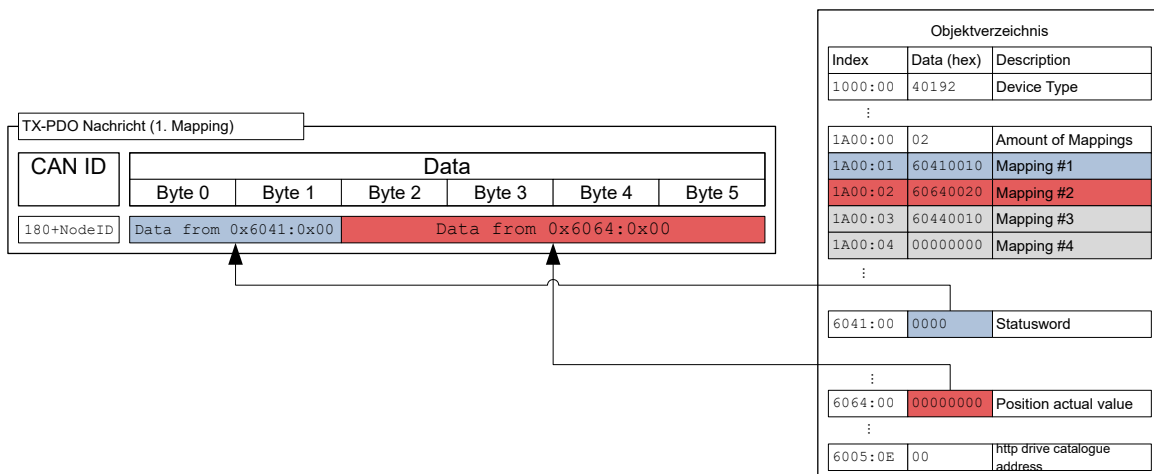 Objektverzeichnis
Index Data (hex) Description
1000:00 40192 Device Type
⋮
1A00:00 02 Amount of Mappings
1A00:01 60410010 Mapping #1
1A00:02 60640020 Mapping #2
1A00:03 60440010 Mapping #3
1A00:04 00000000 Mapping #4
⋮
6041:00 0000 Statusword
⋮
6064:00 00000000 Position actual value
⋮
6005:0E 00 http drive catalogue
address
TX-PDO Nachricht (1. Mapping)
CAN ID Data
Byte 0 Byte 1 Byte 2 Byte 3 Byte 4 Byte 5
180+NodeID Data from 0x6041:0x00 Data from 0x6064:0x00